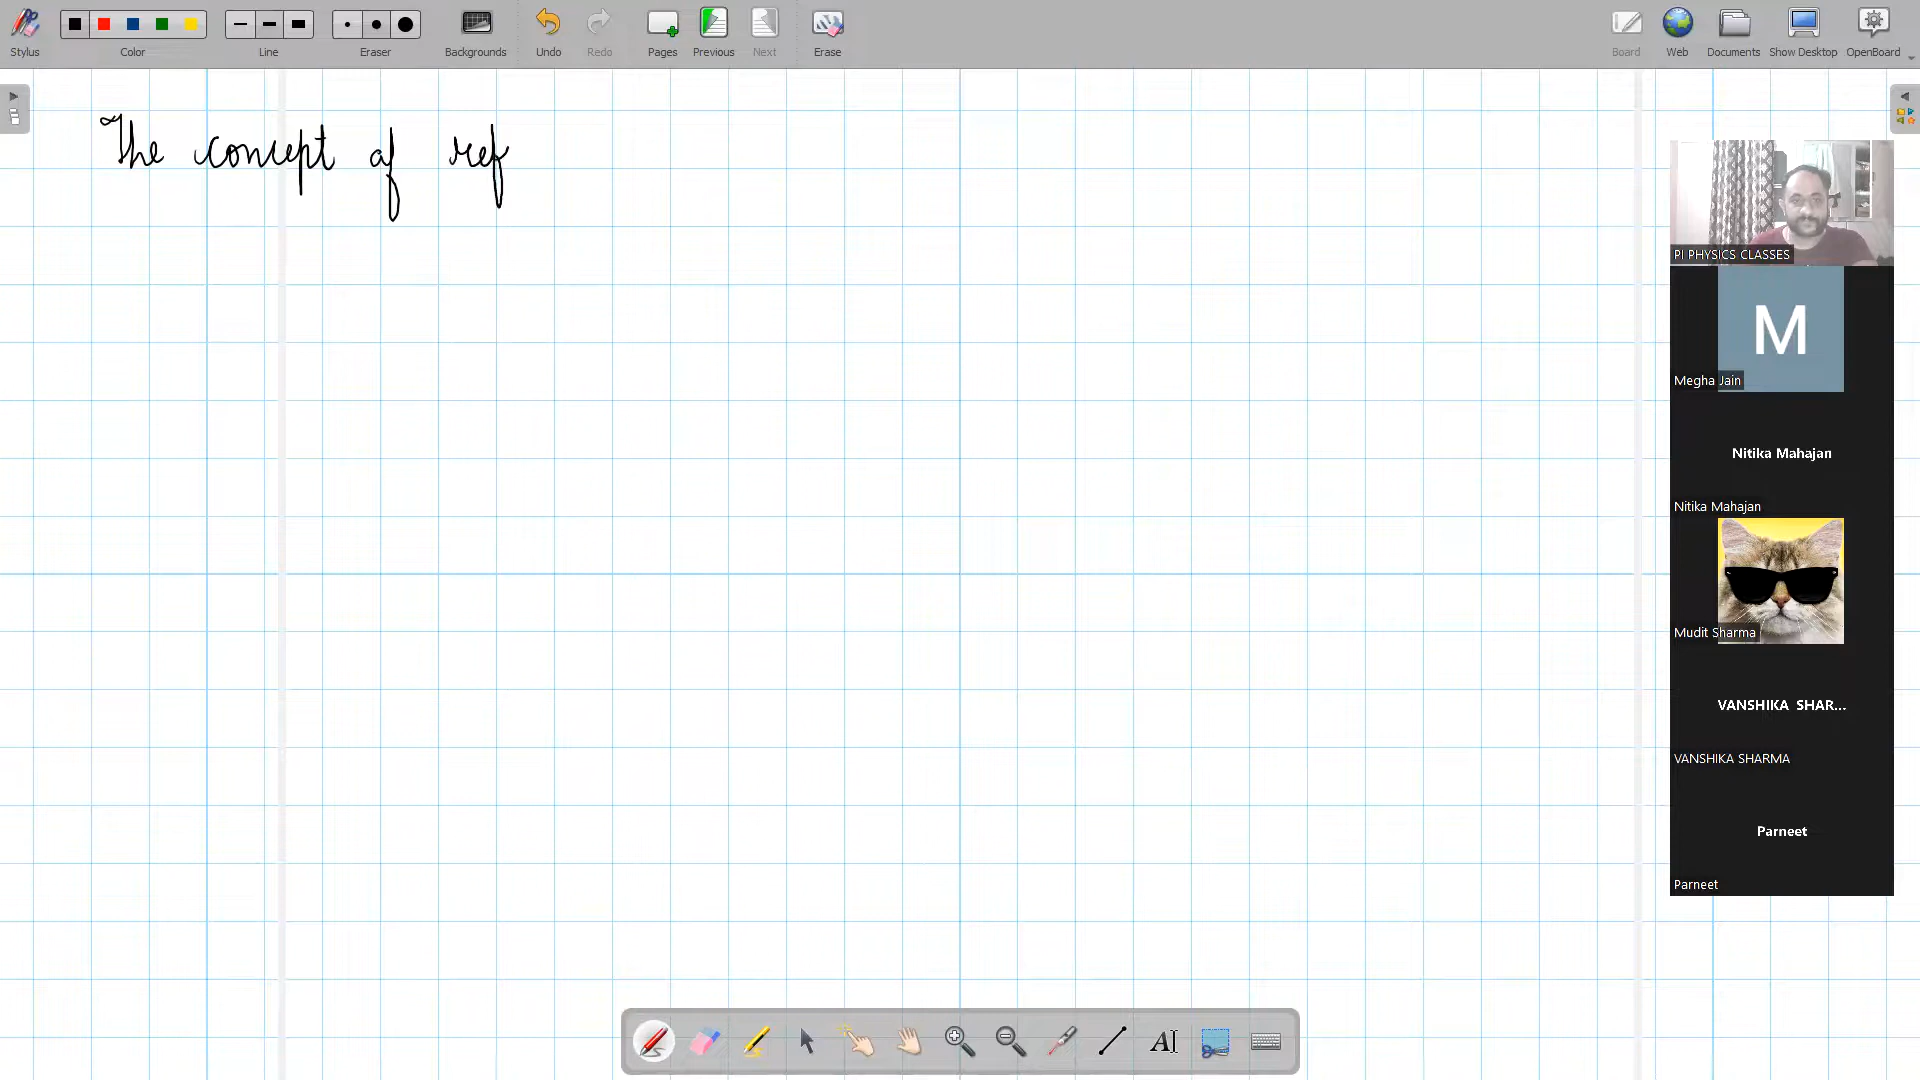 Stylus Color Line Eraser Backgrounds Undo Redo Pages Previous Next Erase Board Web Documents Show Desktop OpenBoard
The concept of ref
PI PHYSICS CLASSES
M
Megha Jain
Nitika Mahajan
Nitika Mahajan
Mudit Sharma
VANSHIKA SHAR...
VANSHIKA SHARMA
Parneet
Parneet